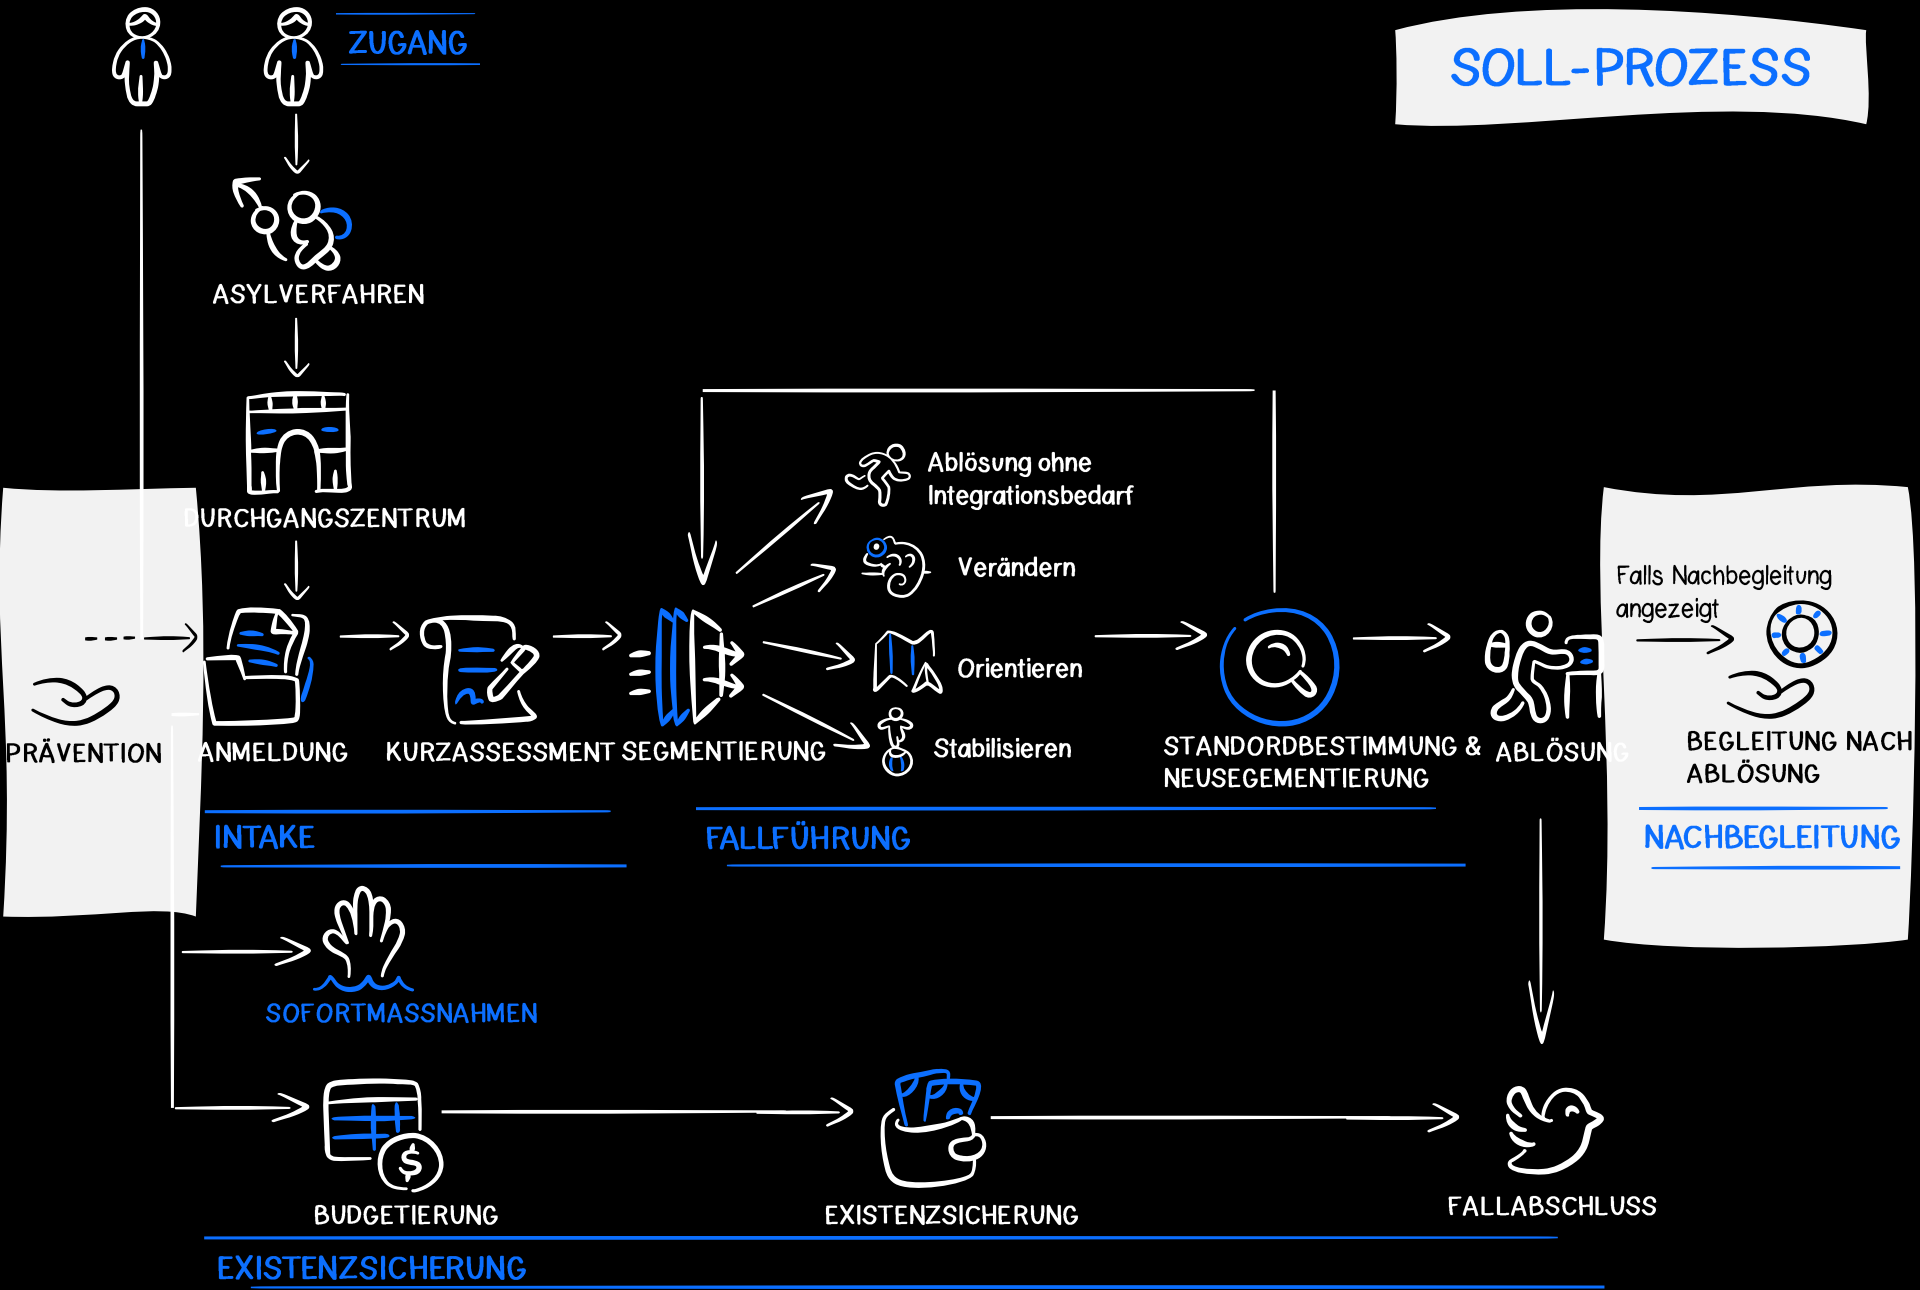 ZUGANG
SOLL-PROZESS
ASYLVERFAHREN
DURCHGANGSZENTRUM
Ablösung ohne
Integrationsbedarf
Verändern
Orientieren
Stabilisieren
Falls Nachbegleitung
angezeigt
PRÄVENTION
ANMELDUNG
KURZASSESSMENT
SEGMENTIERUNG
STANDORDBESTIMMUNG &
NEUSEGEMENTIERUNG
ABLÖSUNG
BEGLEITUNG NACH
ABLÖSUNG
INTAKE
FALLFÜHRUNG
NACHBEGLEITUNG
SOFORTMASSNAHMEN
$
BUDGETIERUNG
EXISTENZSICHERUNG
FALLABSCHLUSS
EXISTENZSICHERUNG